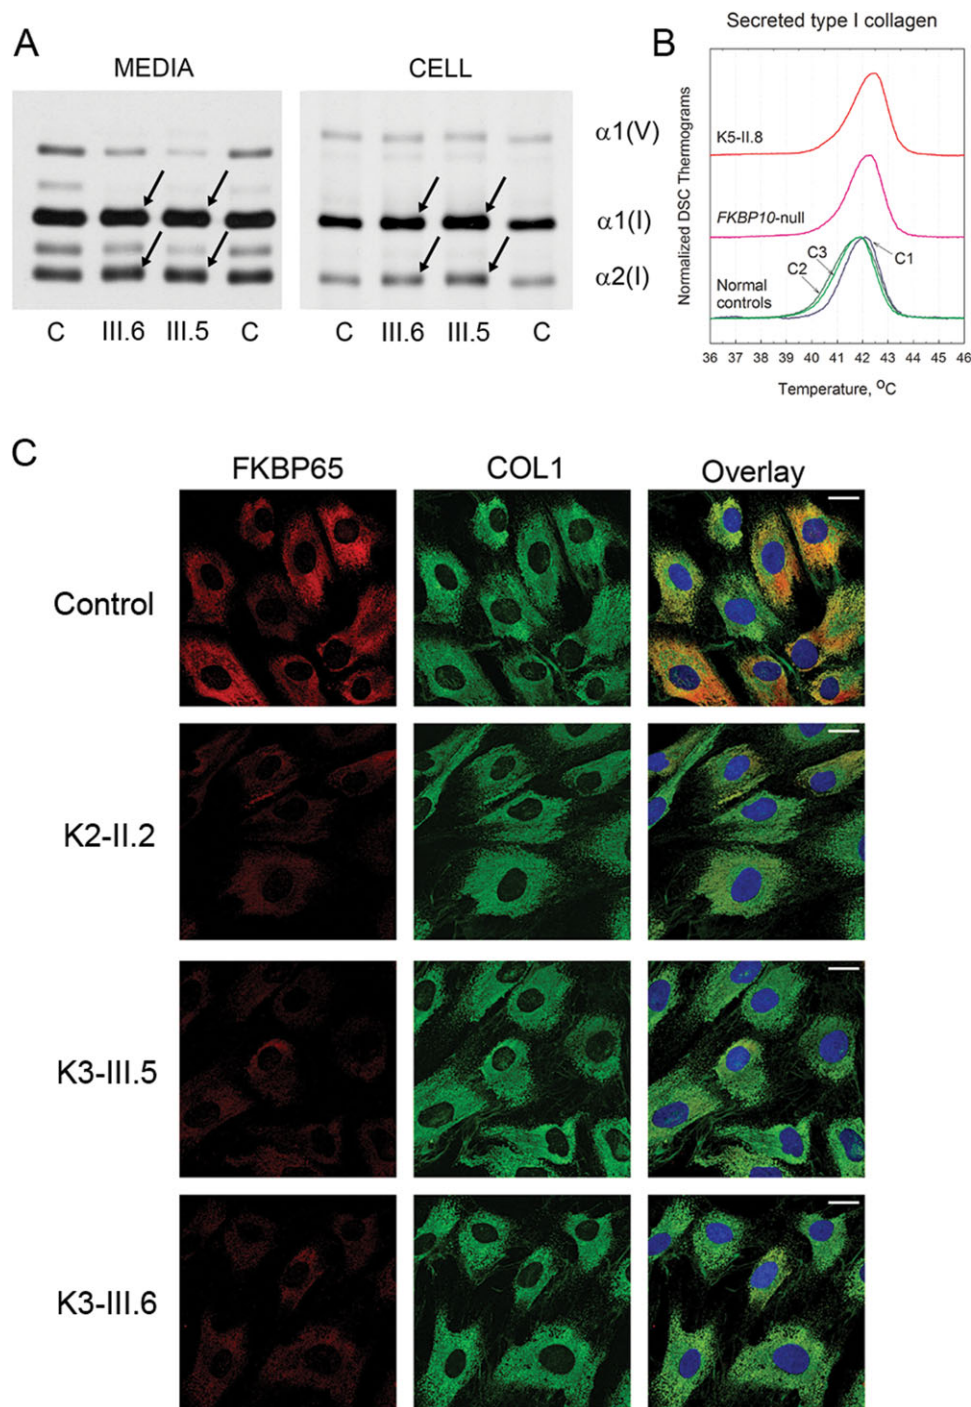 A
MEDIA
CELL
α1(V)
α1(I)
α2(I)
C III.6 III.5 C
C III.6 III.5 C
B
Secreted type I collagen
Normalized DSC Thermograms
K5-II.8
FKBP10-null
C3
C2
C1
Normal
controls
36 37 38 39 40 41 42 43 44 45 46
Temperature, °C
C
FKBP65
COL1
Overlay
Control
K2-II.2
K3-III.5
K3-III.6